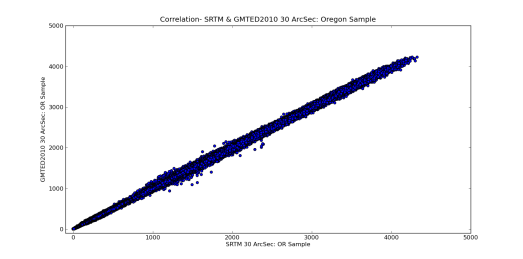 Correlation- SRTM & GMTED2010 30 ArcSec: Oregon Sample
5000
4000
3000
2000
1000
0
GMTED2010 30 ArcSec: OR Sample
0 1000 2000 3000 4000 5000
SRTM 30 ArcSec: OR Sample